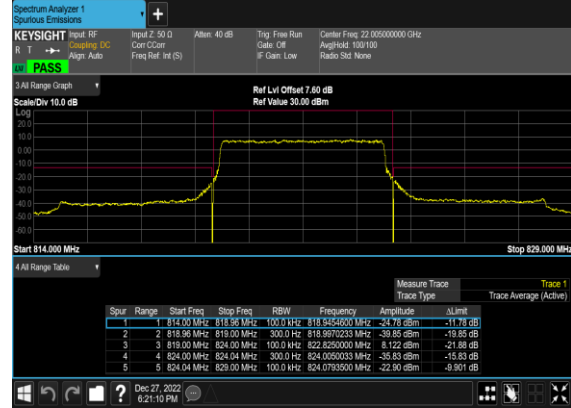 Spectrum Analyzer 1
Spurious Emissions
+
KEYSIGHT Input: RF Input Z: 50 Ω Atten: 40 dB Trig: Free Run Center Freq: 22.005000000 GHz
R T Coupling: DC Corr CCorr Gate: Off Avg|Hold: 100/100
Align: Auto Freq Ref: Int (S) IF Gain: Low Radio Std: None
PASS
3 All Range Graph
Ref Lvl Offset 7.60 dB
Scale/Div 10.0 dB Ref Value 30.00 dBm
Log
20.0
10.0
0.00
-10.0
-20.0
-30.0
-40.0
-50.0
-60.0
Start 814.000 MHz Stop 829.000 MHz
4 All Range Table
Measure Trace Trace 1
Trace Type Trace Average (Active)
Spur Range Start Freq Stop Freq RBW Frequency Amplitude ΔLimit
1 1 814.00 MHz 818.96 MHz 100.0 kHz 818.9454600 MHz -24.78 dBm -11.78 dB
2 2 818.96 MHz 819.00 MHz 300.0 Hz 818.9970233 MHz -39.85 dBm -19.85 dB
3 3 819.00 MHz 824.00 MHz 100.0 kHz 822.8250000 MHz 8.122 dBm -21.88 dB
4 4 824.00 MHz 824.04 MHz 300.0 Hz 824.0050033 MHz -35.83 dBm -15.83 dB
5 5 824.04 MHz 829.00 MHz 100.0 kHz 824.0793500 MHz -22.90 dBm -9.901 dB
? Dec 27, 2022
6:21:10 PM